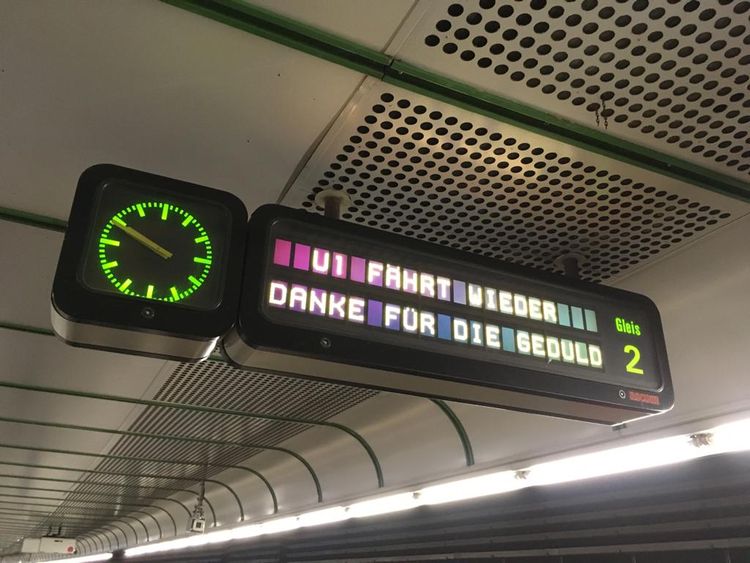 U1 FÄHRT WIEDER
DANKE FÜR DIE GEDULD
Gleis
2